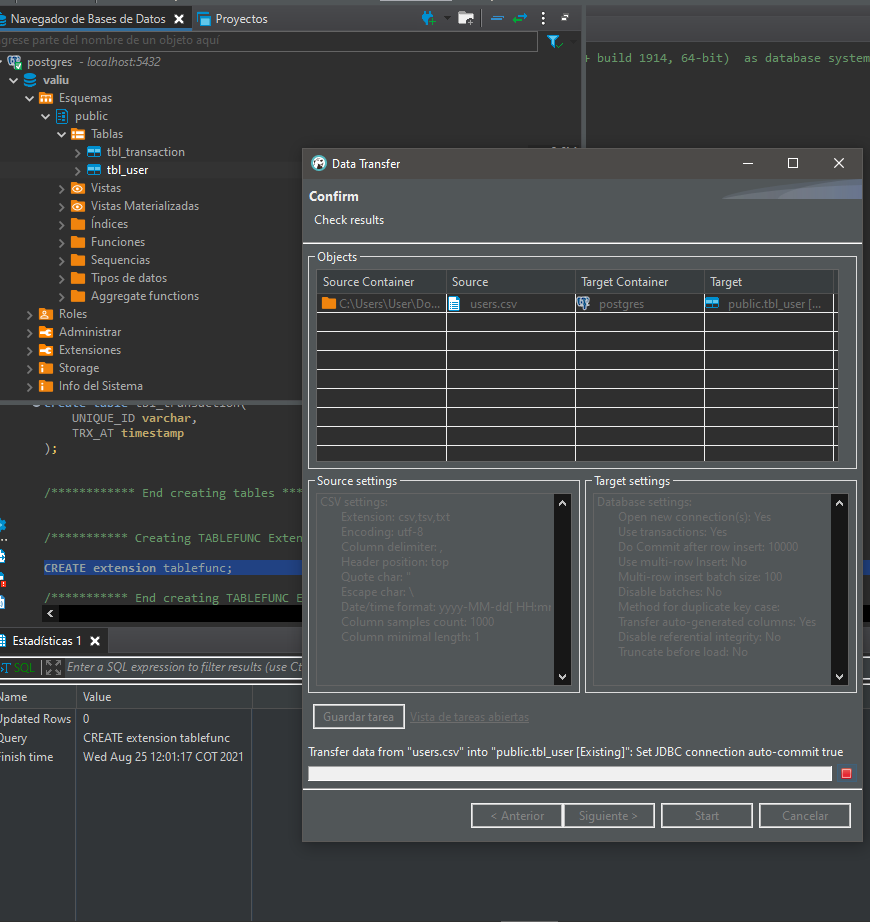 Navegador de Bases de Datos
Proyectos
ngrese parte del nombre de un objeto aquí
postgres - localhost:5432
valiu
Esquemas
public
Tablas
tbl_transaction
tbl_user
Vistas
Vistas Materializadas
Índices
Funciones
Sequencias
Tipos de datos
Aggregate functions
Roles
Administrar
Extensiones
Storage
Info del Sistema
build 1914, 64-bit)  as database system
create table tbl_transaction(
UNIQUE_ID varchar,
TRX_AT timestamp
);
/************ End creating tables **
/*********** Creating TABLEFUNC Exten
CREATE extension tablefunc;
/*********** End creating TABLEFUNC E
Estadísticas 1
SQL
Enter a SQL expression to filter results (use Ct
Name
Value
Updated Rows
0
Query
CREATE extension tablefunc
Finish time
Wed Aug 25 12:01:17 COT 2021
Data Transfer
Confirm
Check results
Objects
Source Container
Source
Target Container
Target
C:\Users\User\Do...
users.csv
postgres
public.tbl_user [...
Source settings
CSV settings:
Extension: csv,tsv,txt
Encoding: utf-8
Column delimiter: ,
Header position: top
Quote char: "
Escape char: \
Date/time format: yyyy-MM-dd[ HH:m
Column samples count: 1000
Column minimal length: 1
Target settings
Database settings:
Open new connection(s): Yes
Use transactions: Yes
Do Commit after row insert: 10000
Use multi-row Insert: No
Multi-row insert batch size: 100
Disable batches: No
Method for duplicate key case:
Transfer auto-generated columns: Yes
Disable referential integrity: No
Truncate before load: No
Guardar tarea
Vista de tareas abiertas
Transfer data from "users.csv" into "public.tbl_user [Existing]": Set JDBC connection auto-commit true
< Anterior
Siguiente >
Start
Cancelar